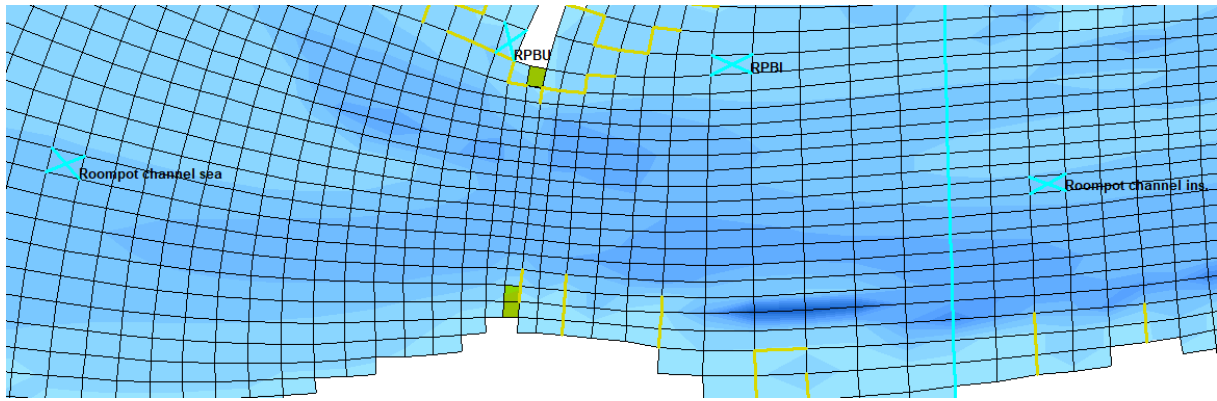 RPBU
RPBI
Roompot channel sea
Roompot channel ins.